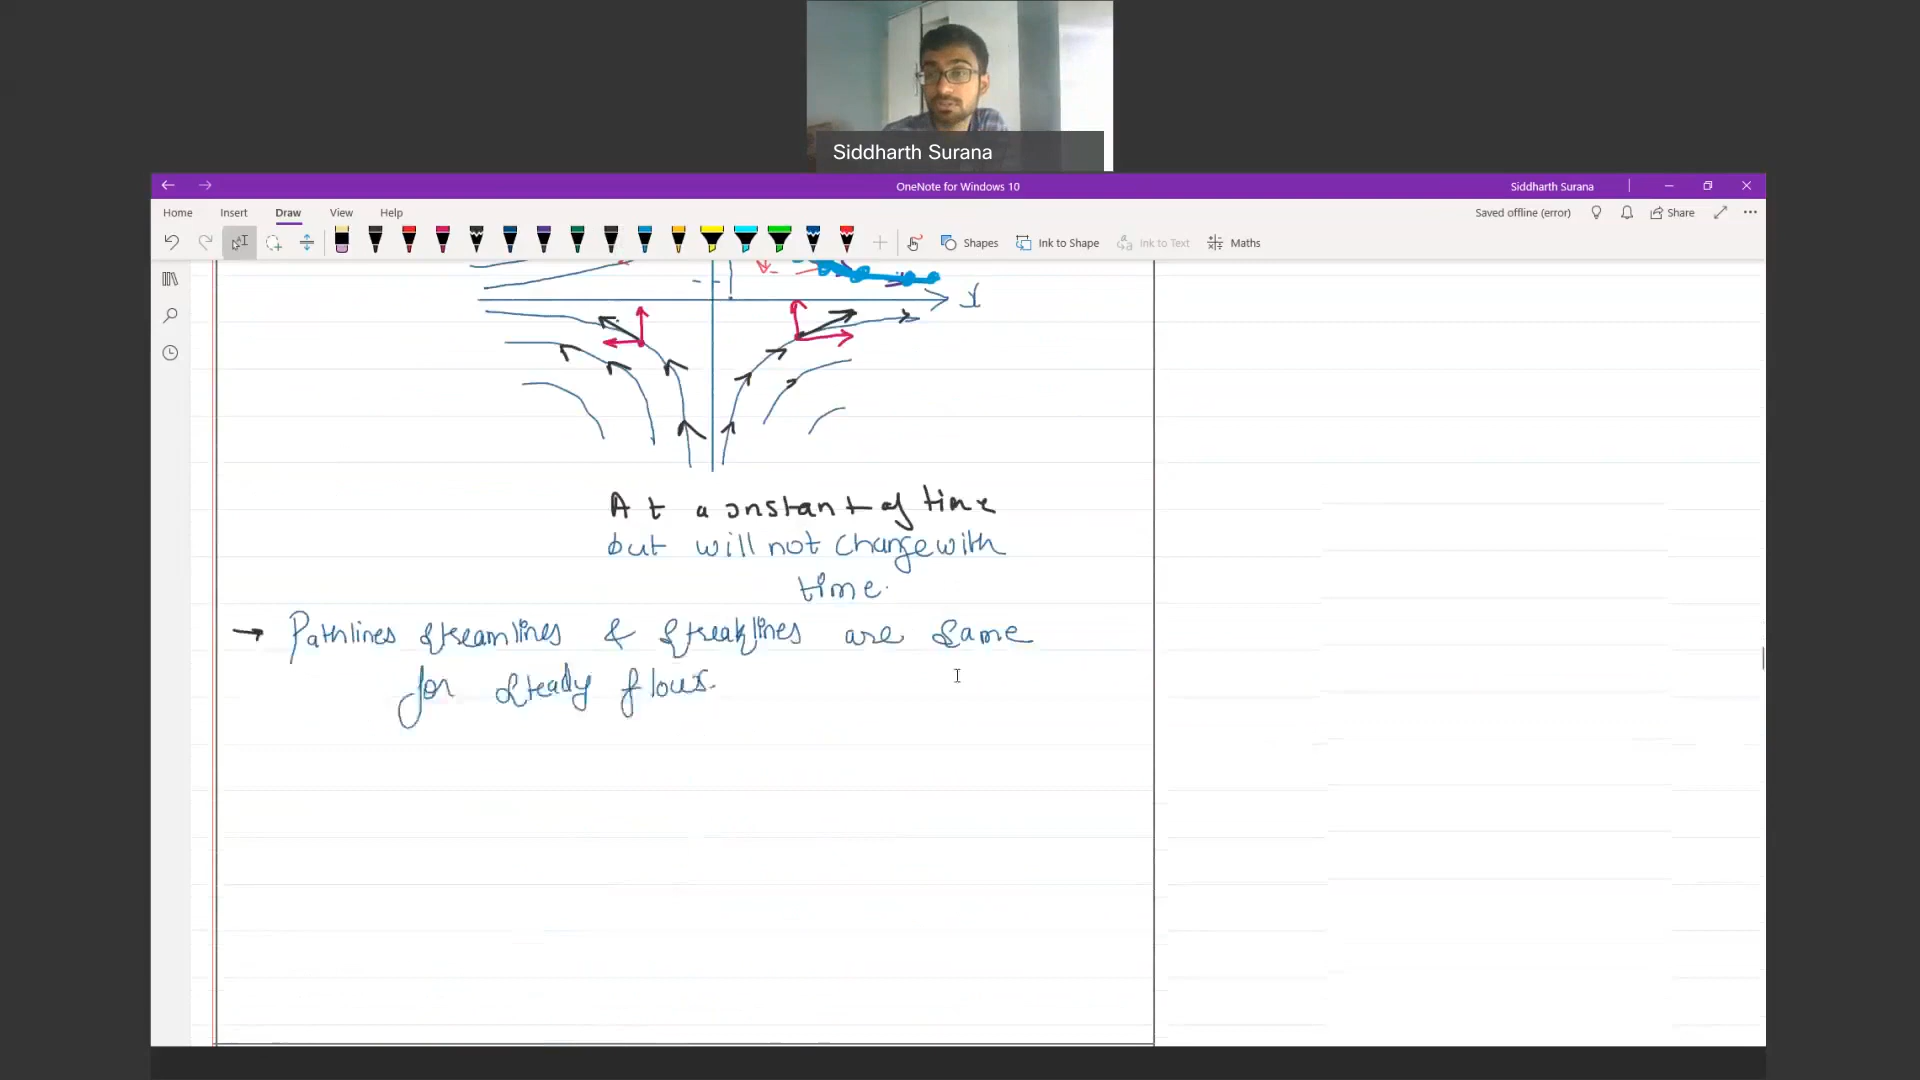 Siddharth Surana
OneNote for Windows 10
Siddharth Surana
Home Insert Draw View Help
Saved offline (error)
Share
Shapes
Ink to Shape
Ink to Text
Maths
x
At a onstant of time
but will not change with
time.
→ Pathlines streamlines & streaklines are same
for steady flows.